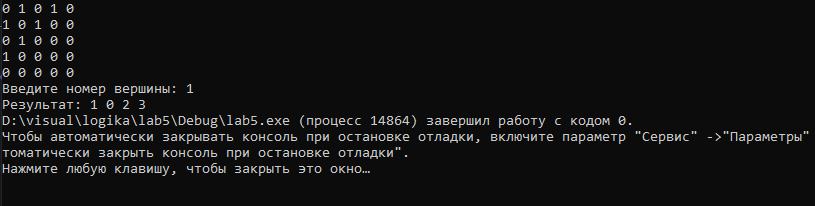 0 1 0 1 0
1 0 1 0 0
0 1 0 0 0
1 0 0 0 0
0 0 0 0 0
Введите номер вершины: 1
Результат: 1 0 2 3
D:\visual\logika\lab5\Debug\lab5.exe (процесс 14864) завершил работу с кодом 0.
Чтобы автоматически закрывать консоль при остановке отладки, включите параметр "Сервис" ->"Параметры"
томатически закрыть консоль при остановке отладки".
Нажмите любую клавишу, чтобы закрыть это окно…